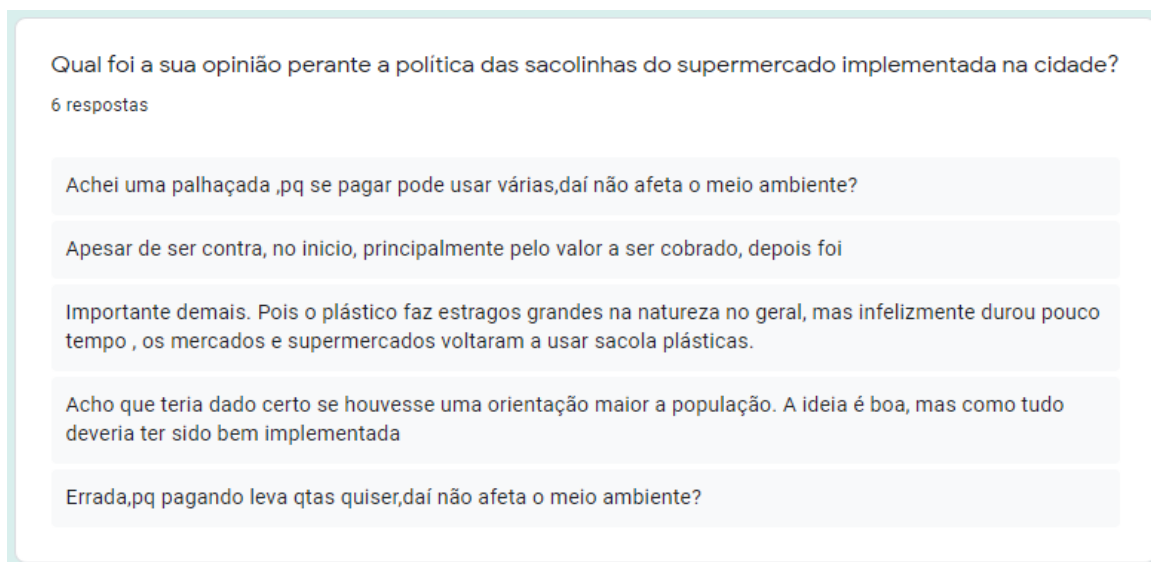 Qual foi a sua opinião perante a política das sacolinhas do supermercado implementada na cidade?
6 respostas
Achei uma palhaçada ,pq se pagar pode usar várias,daí não afeta o meio ambiente?
Apesar de ser contra, no inicio, principalmente pelo valor a ser cobrado, depois foi
Importante demais. Pois o plástico faz estragos grandes na natureza no geral, mas infelizmente durou pouco
tempo , os mercados e supermercados voltaram a usar sacola plásticas.
Acho que teria dado certo se houvesse uma orientação maior a população. A ideia é boa, mas como tudo
deveria ter sido bem implementada
Errada,pq pagando leva qtas quiser,daí não afeta o meio ambiente?